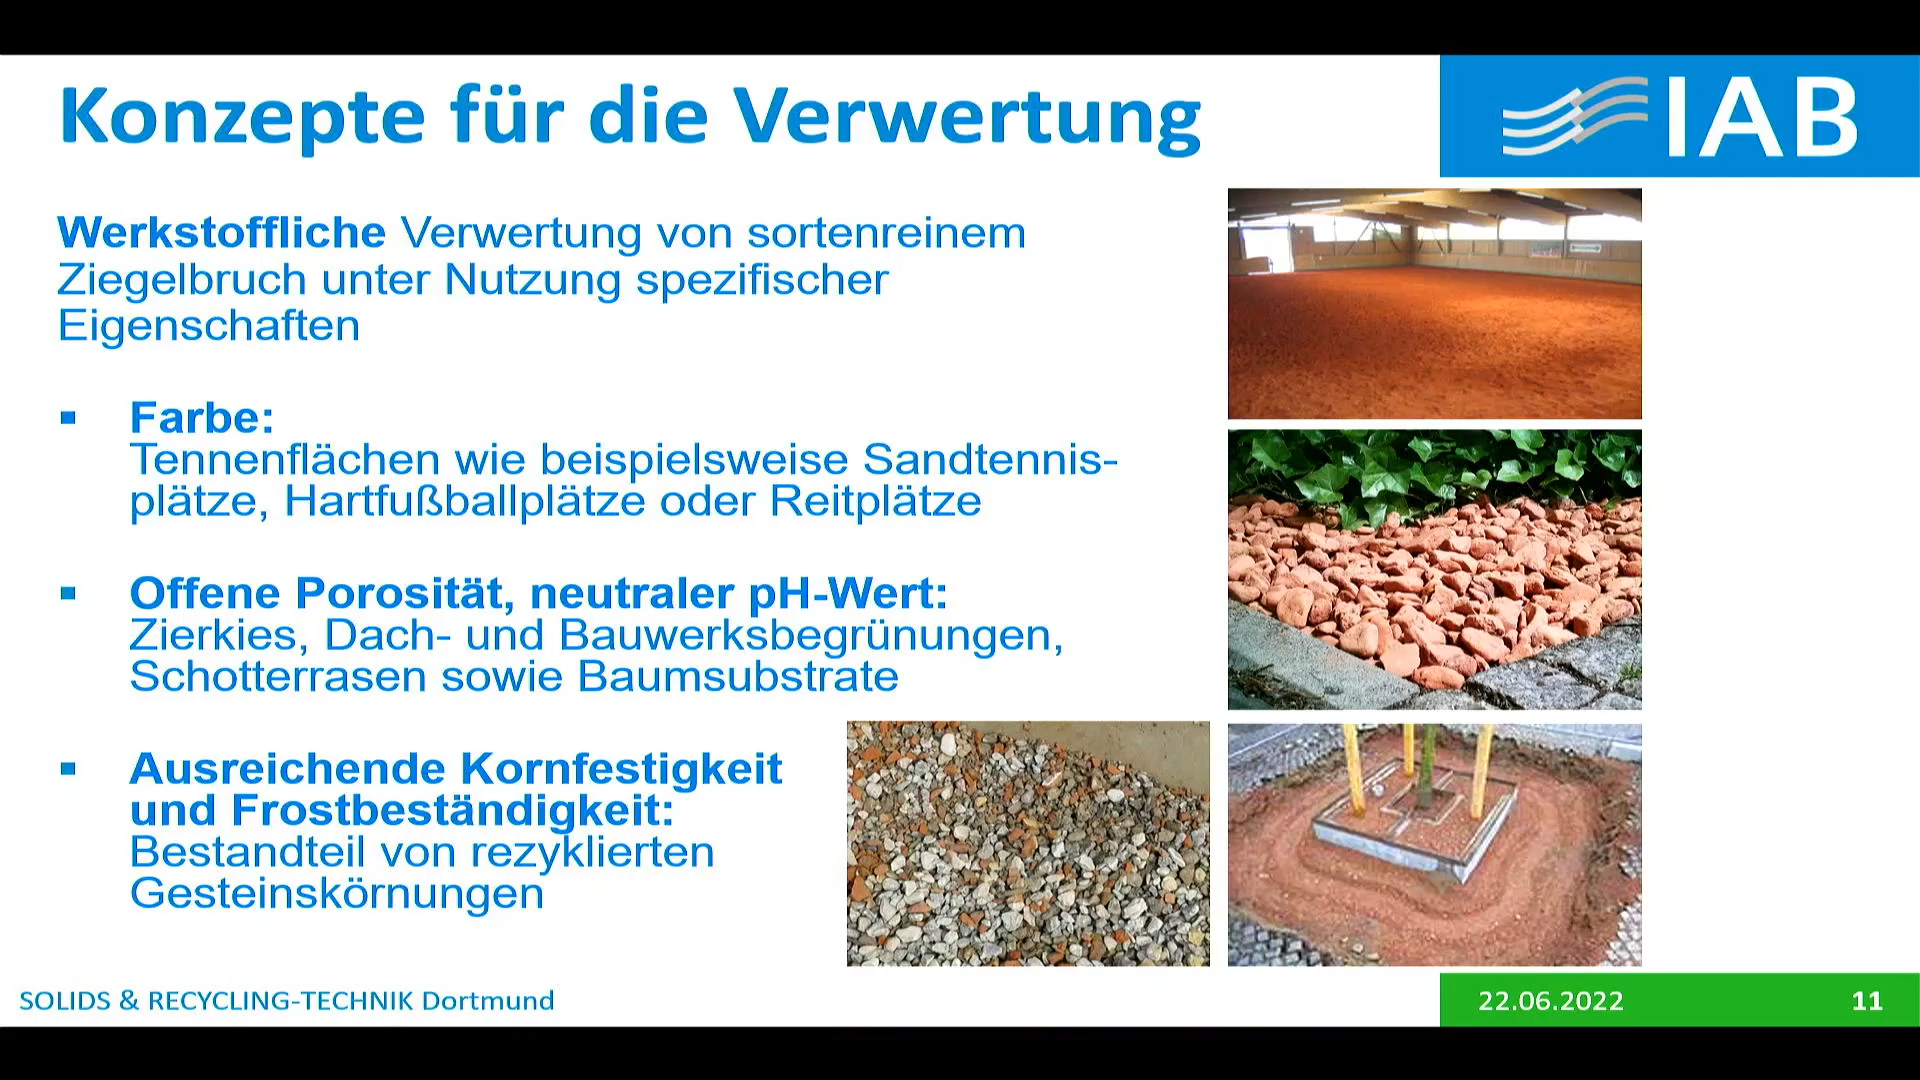 Konzepte für die Verwertung
IAB
Werkstoffliche Verwertung von sortenreinem
Ziegelbruch unter Nutzung spezifischer
Eigenschaften
▪ Farbe:
Tennenflächen wie beispielsweise Sandtennis-
plätze, Hartfußballplätze oder Reitplätze
▪ Offene Porosität, neutraler pH-Wert:
Zierkies, Dach- und Bauwerksbegrünungen,
Schotterrasen sowie Baumsubstrate
▪ Ausreichende Kornfestigkeit
und Frostbeständigkeit:
Bestandteil von rezyklierten
Gesteinskörnungen
SOLIDS & RECYCLING-TECHNIK Dortmund
22.06.2022
11